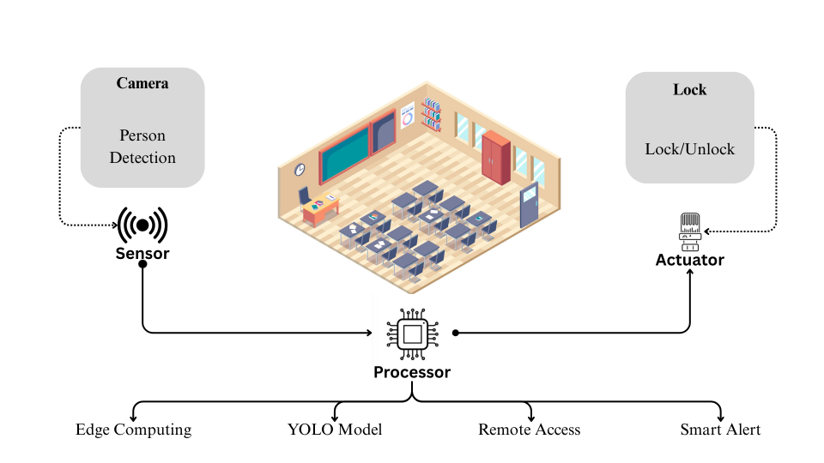 Camera
Person
Detection
Lock
Lock/Unlock
Sensor
Actuator
Processor
Edge Computing
YOLO Model
Remote Access
Smart Alert